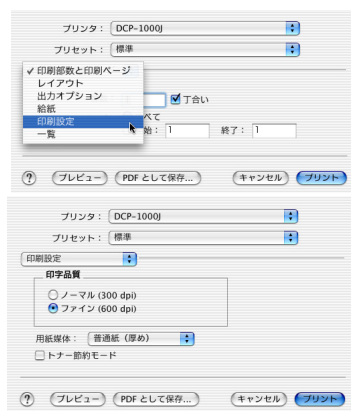 プリンタ： DCP-1000J
プリセット： 標準
✓ 印刷部数と印刷ページ
レイアウト
出力オプション
給紙
印刷設定
一覧
丁合い
べて
始： 1 終了： 1
? プレビュー PDF として保存... キャンセル プリント
プリンタ： DCP-1000J
プリセット： 標準
印刷設定
印字品質
ノーマル (300 dpi)
ファイン (600 dpi)
用紙媒体： 普通紙（厚め）
トナー節約モード
? プレビュー PDF として保存... キャンセル プリント